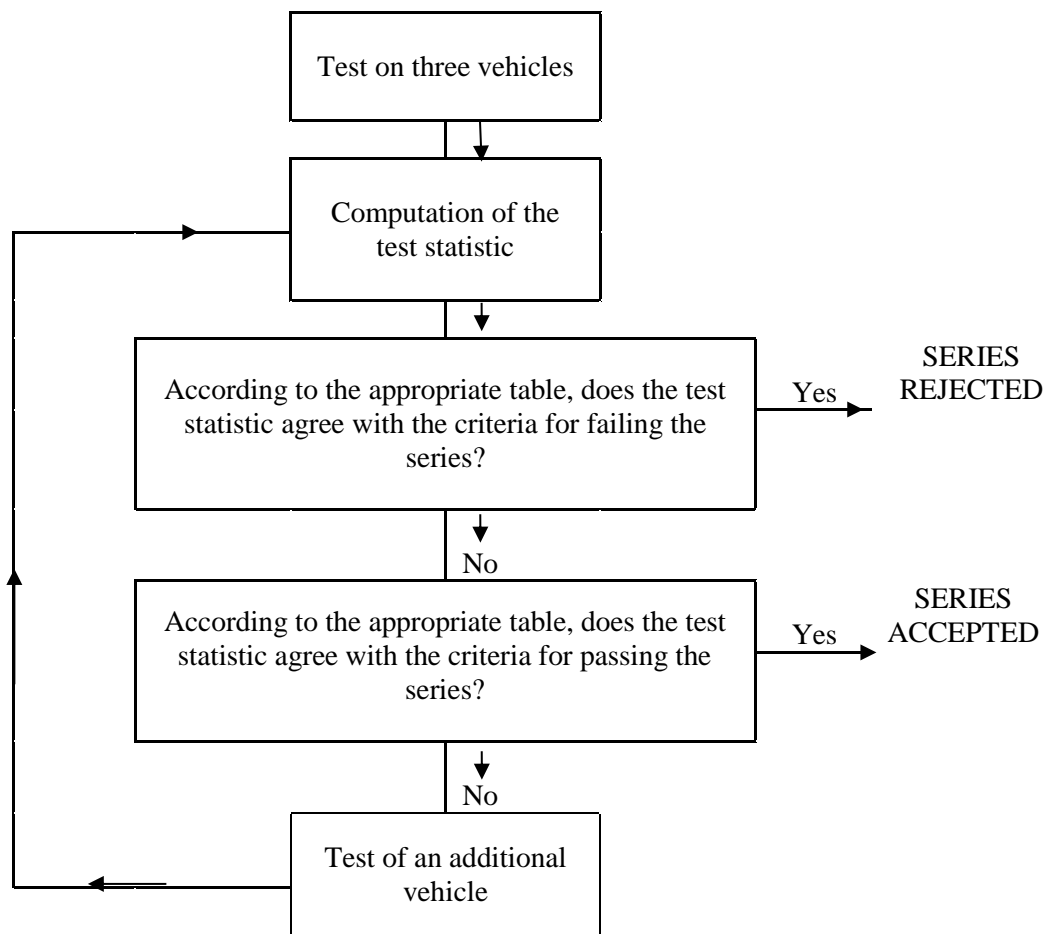 Test on three vehicles
Computation of the
test statistic
According to the appropriate table, does the test
statistic agree with the criteria for failing the
series?
Yes
SERIES
REJECTED
No
According to the appropriate table, does the test
statistic agree with the criteria for passing the
series?
Yes
SERIES
ACCEPTED
No
Test of an additional
vehicle